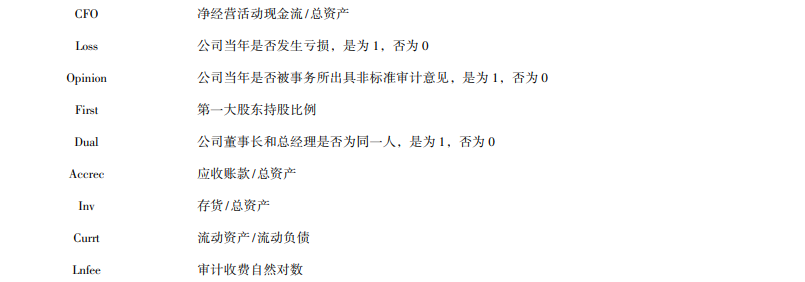 CFO 净经营活动现金流/总资产
Loss 公司当年是否发生亏损，是为 1，否为 0
Opinion 公司当年是否被事务所出具非标准审计意见，是为 1，否为 0
First 第一大股东持股比例
Dual 公司董事长和总经理是否为同一人，是为 1，否为 0
Accrec 应收账款/总资产
Inv 存货/总资产
Currt 流动资产/流动负债
Lnfee 审计收费自然对数